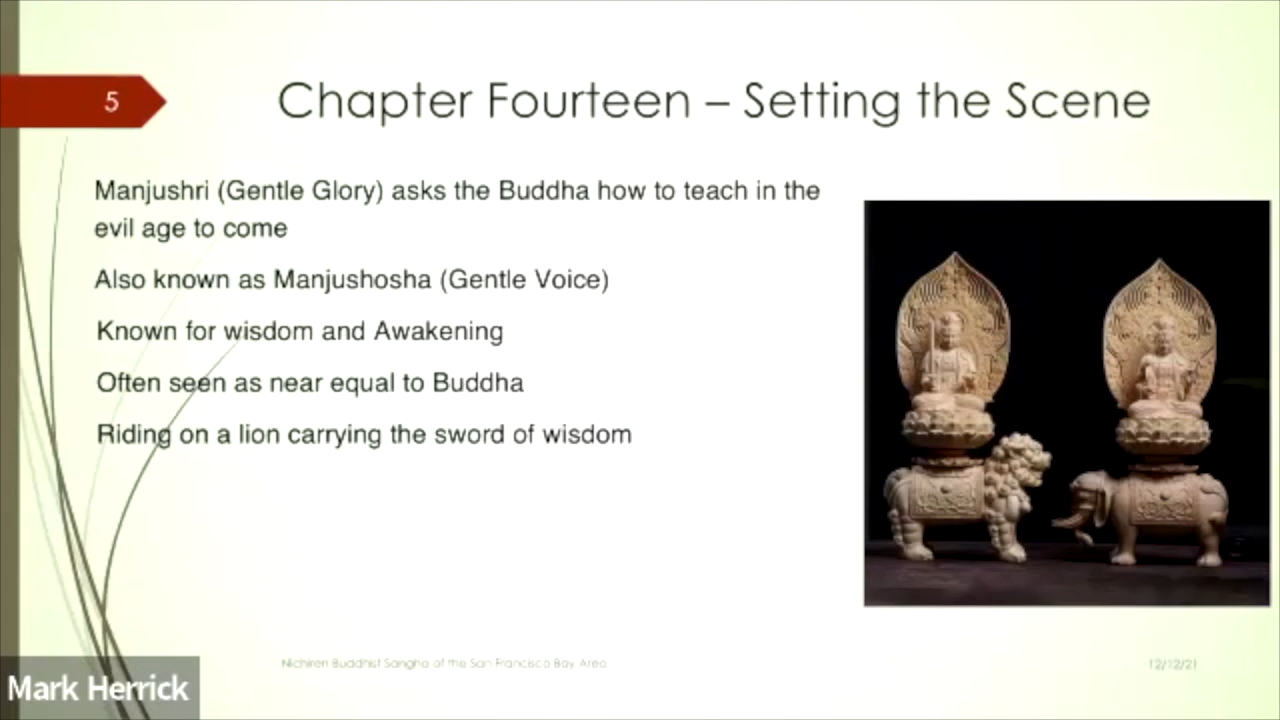 5
Chapter Fourteen – Setting the Scene
Manjushri (Gentle Glory) asks the Buddha how to teach in the
evil age to come
Also known as Manjushosha (Gentle Voice)
Known for wisdom and Awakening
Often seen as near equal to Buddha
Riding on a lion carrying the sword of wisdom
Nichiren Buddhist Sangha of the San Francisco Bay Area
12/12/21
Mark Herrick